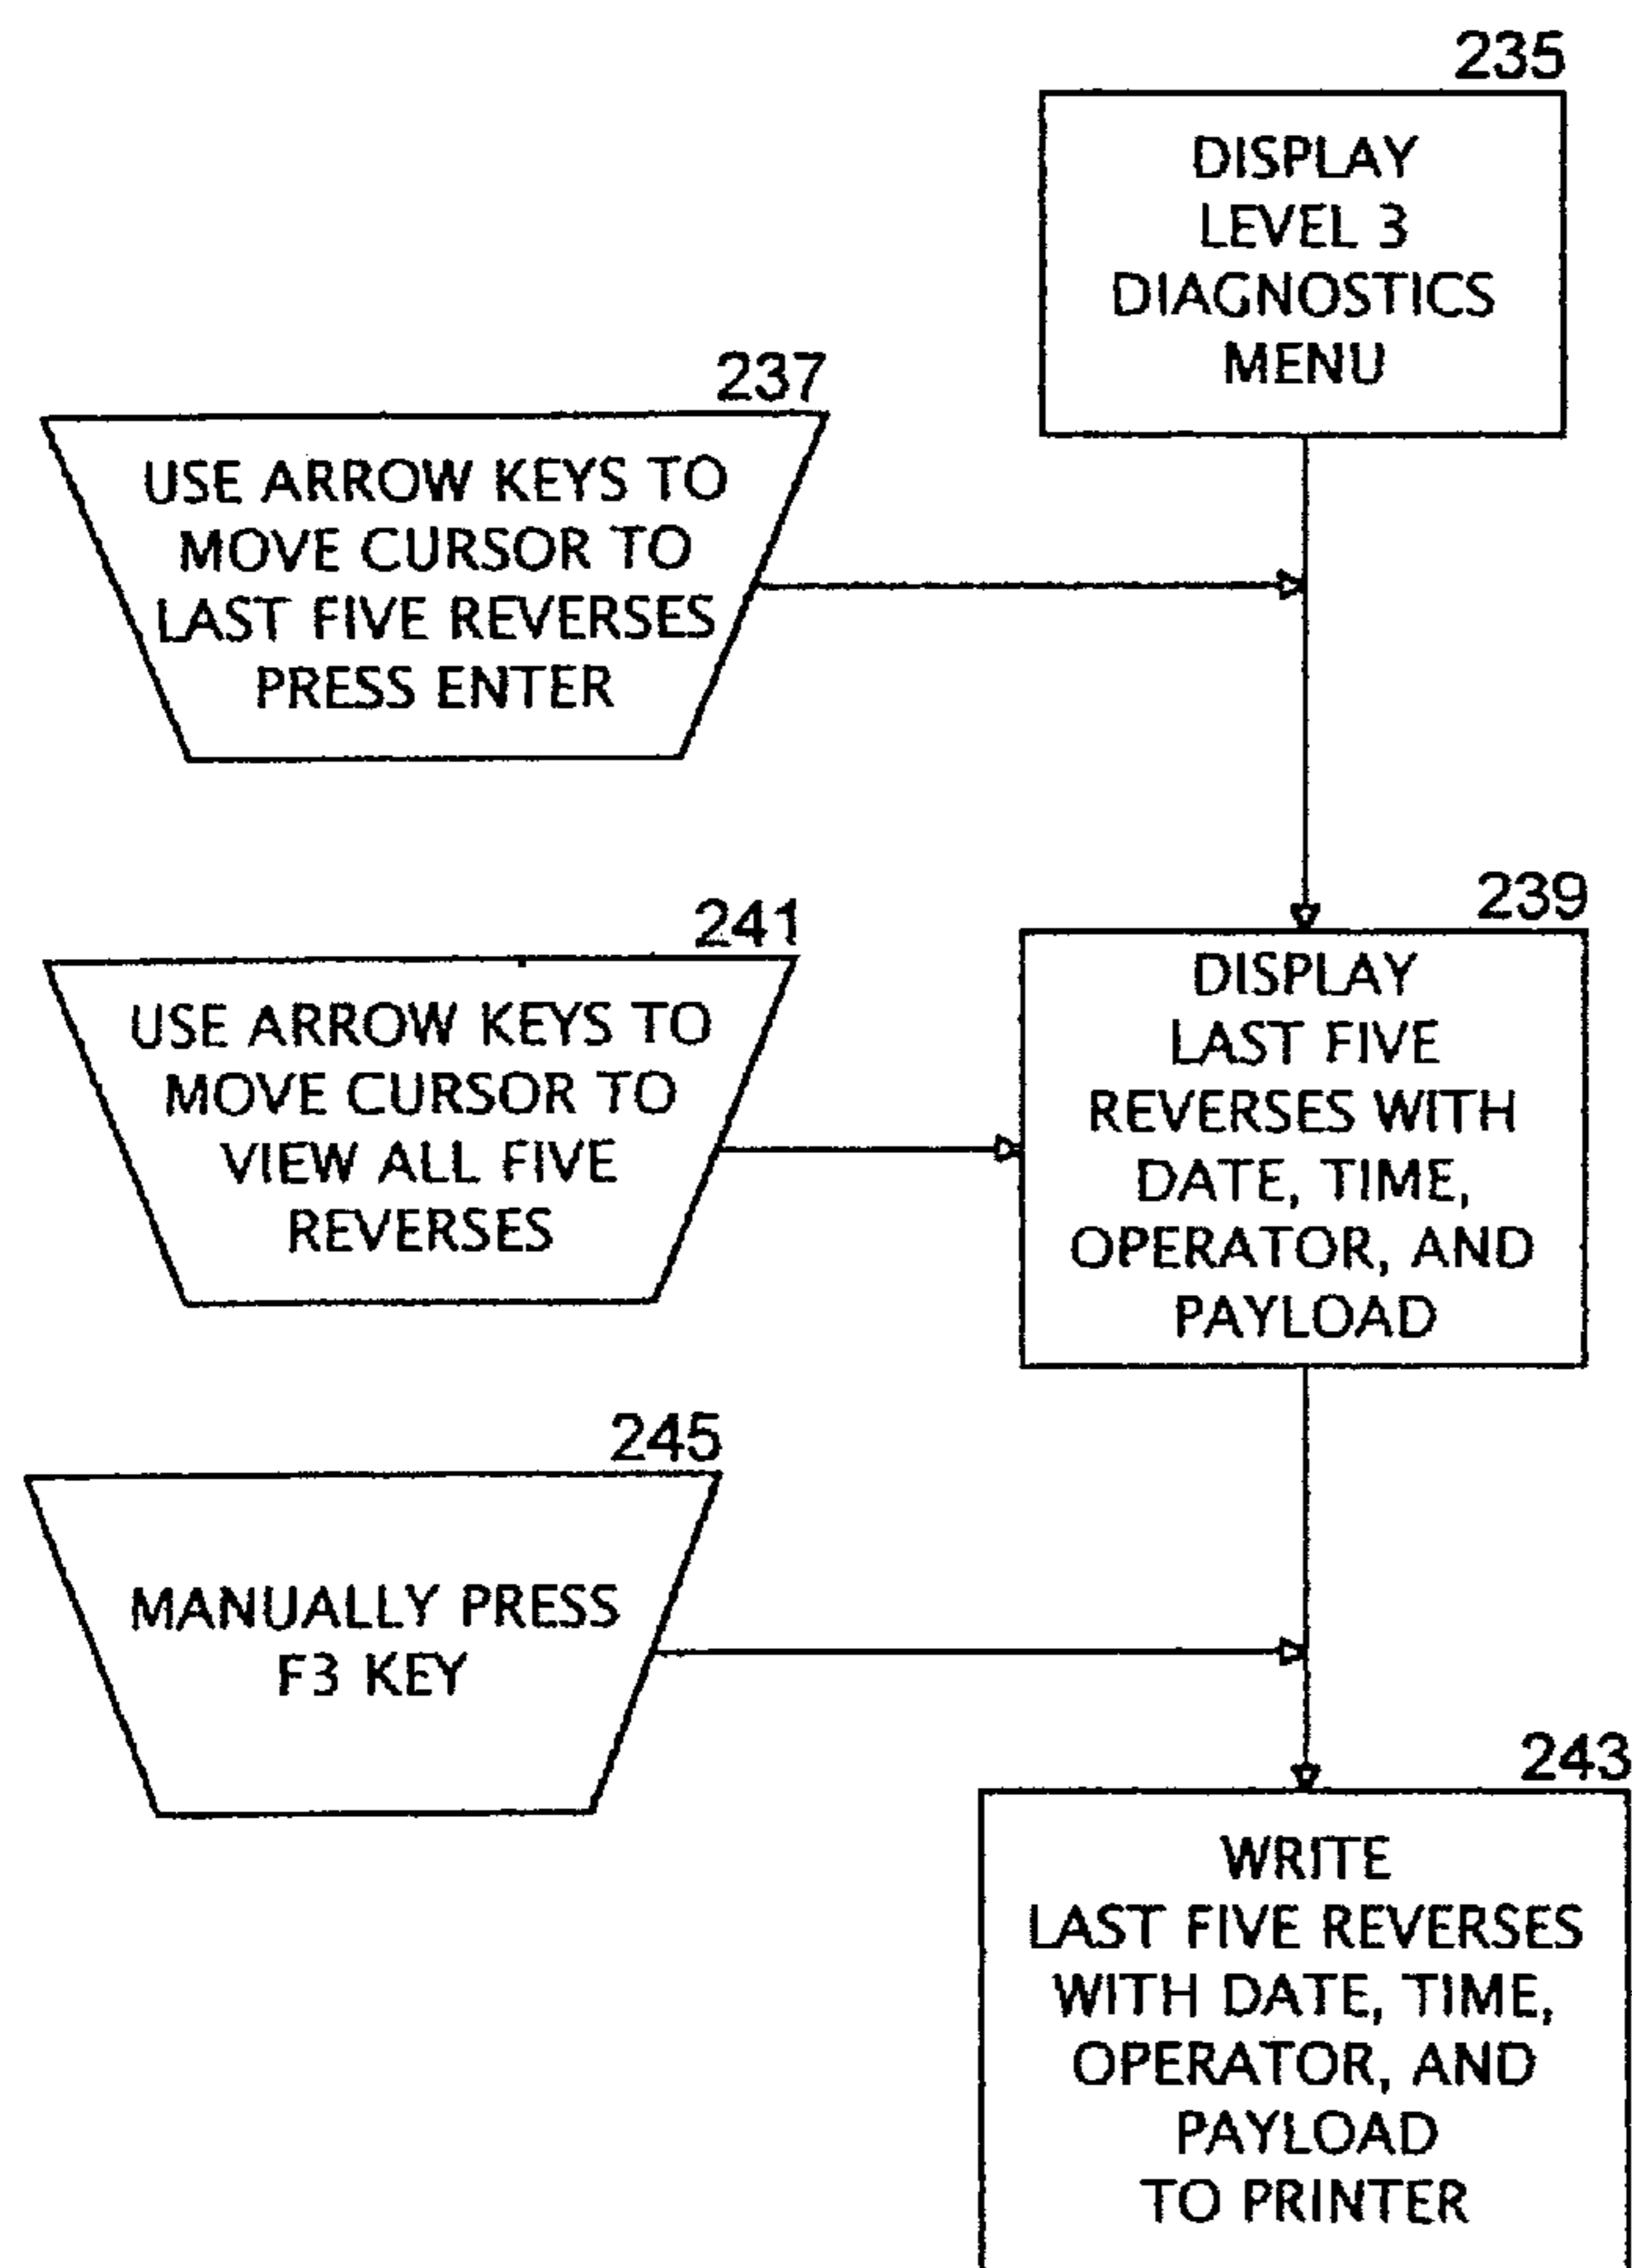 235
DISPLAY
LEVEL 3
DIAGNOSTICS
MENU
237
USE ARROW KEYS TO
MOVE CURSOR TO
LAST FIVE REVERSES
PRESS ENTER
239
DISPLAY
LAST FIVE
REVERSES WITH
DATE, TIME,
OPERATOR, AND
PAYLOAD
241
USE ARROW KEYS TO
MOVE CURSOR TO
VIEW ALL FIVE
REVERSES
245
MANUALLY PRESS
F3 KEY
243
WRITE
LAST FIVE REVERSES
WITH DATE, TIME,
OPERATOR, AND
PAYLOAD
TO PRINTER